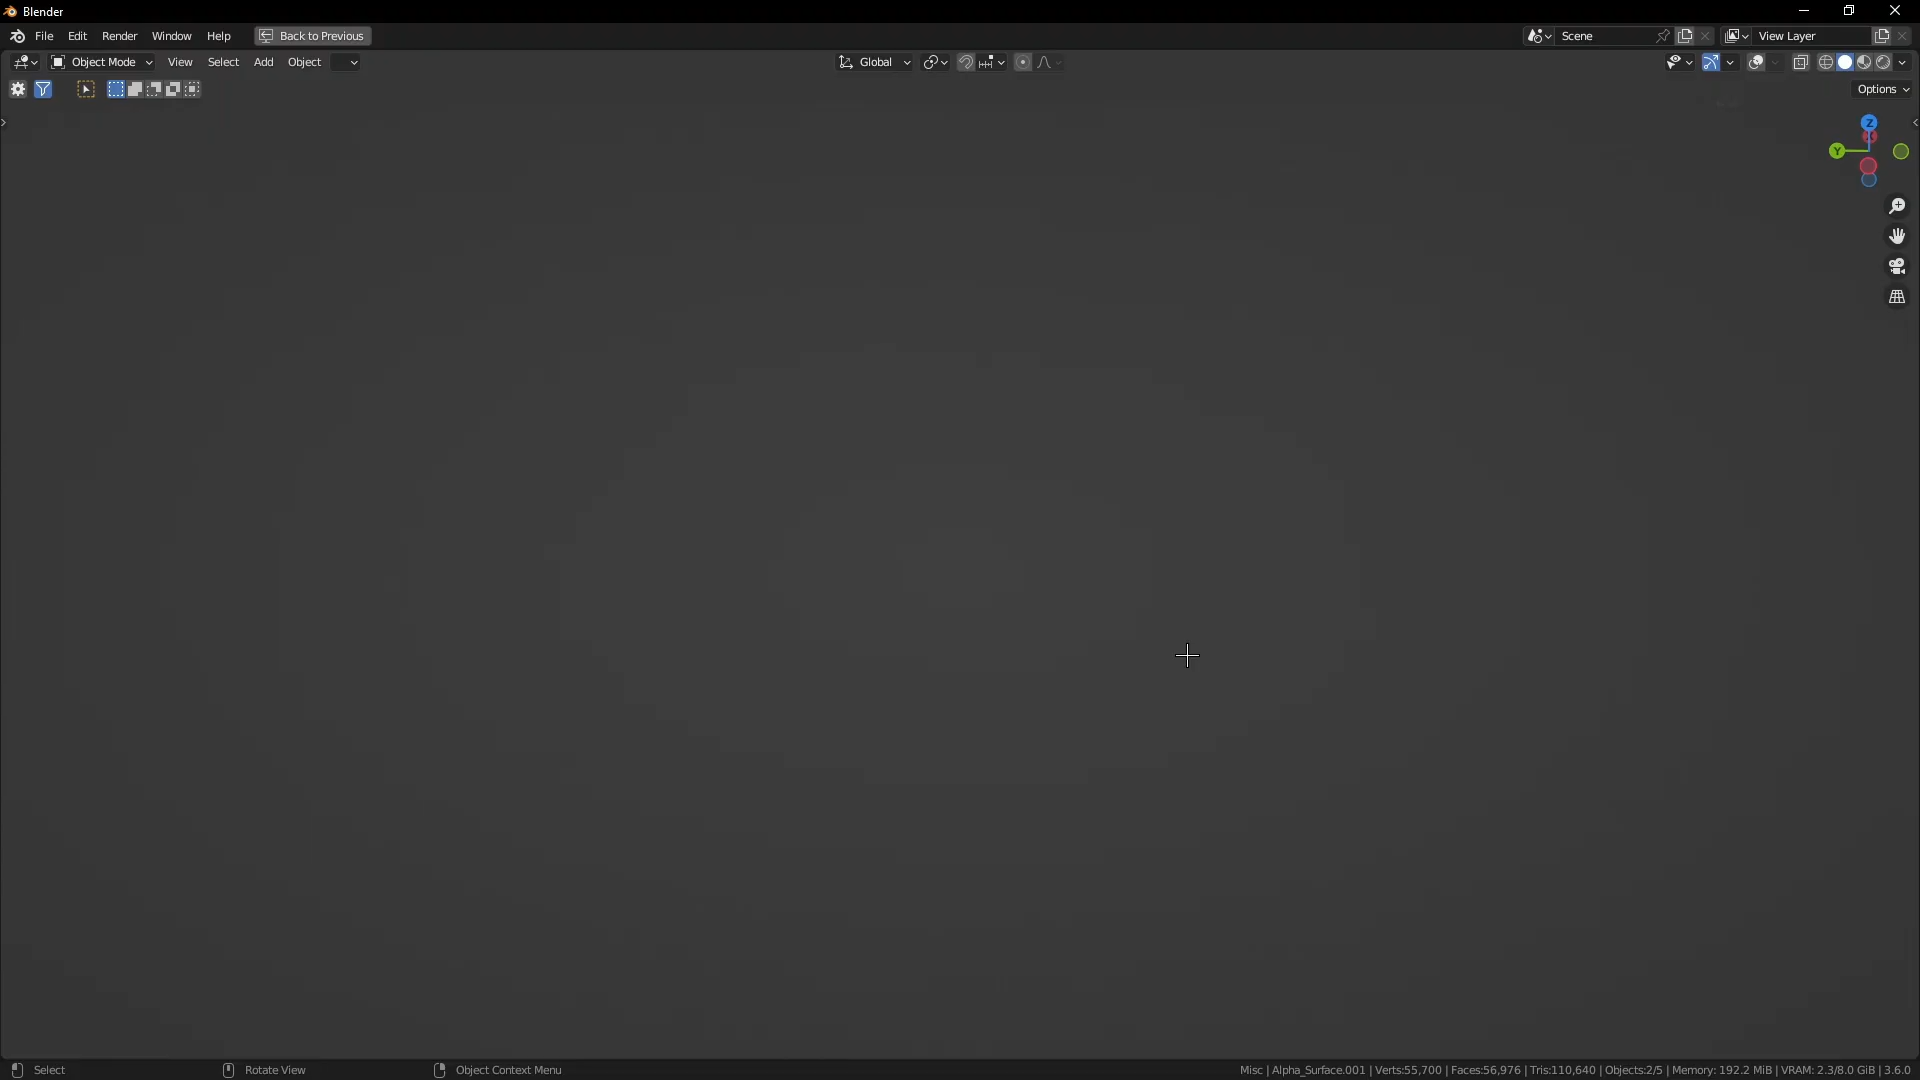 Blender
File Edit Render Window Help Back to Previous Scene View Layer
Object Mode View Select Add Object Global
Options
Z
Y
Select Rotate View Object Context Menu Misc | Alpha_Surface.001 | Verts:55,700 | Faces:56,976 | Tris:110,640 | Objects:2/5 | Memory: 192.2 MiB | VRAM: 2.3/8.0 GiB | 3.6.0